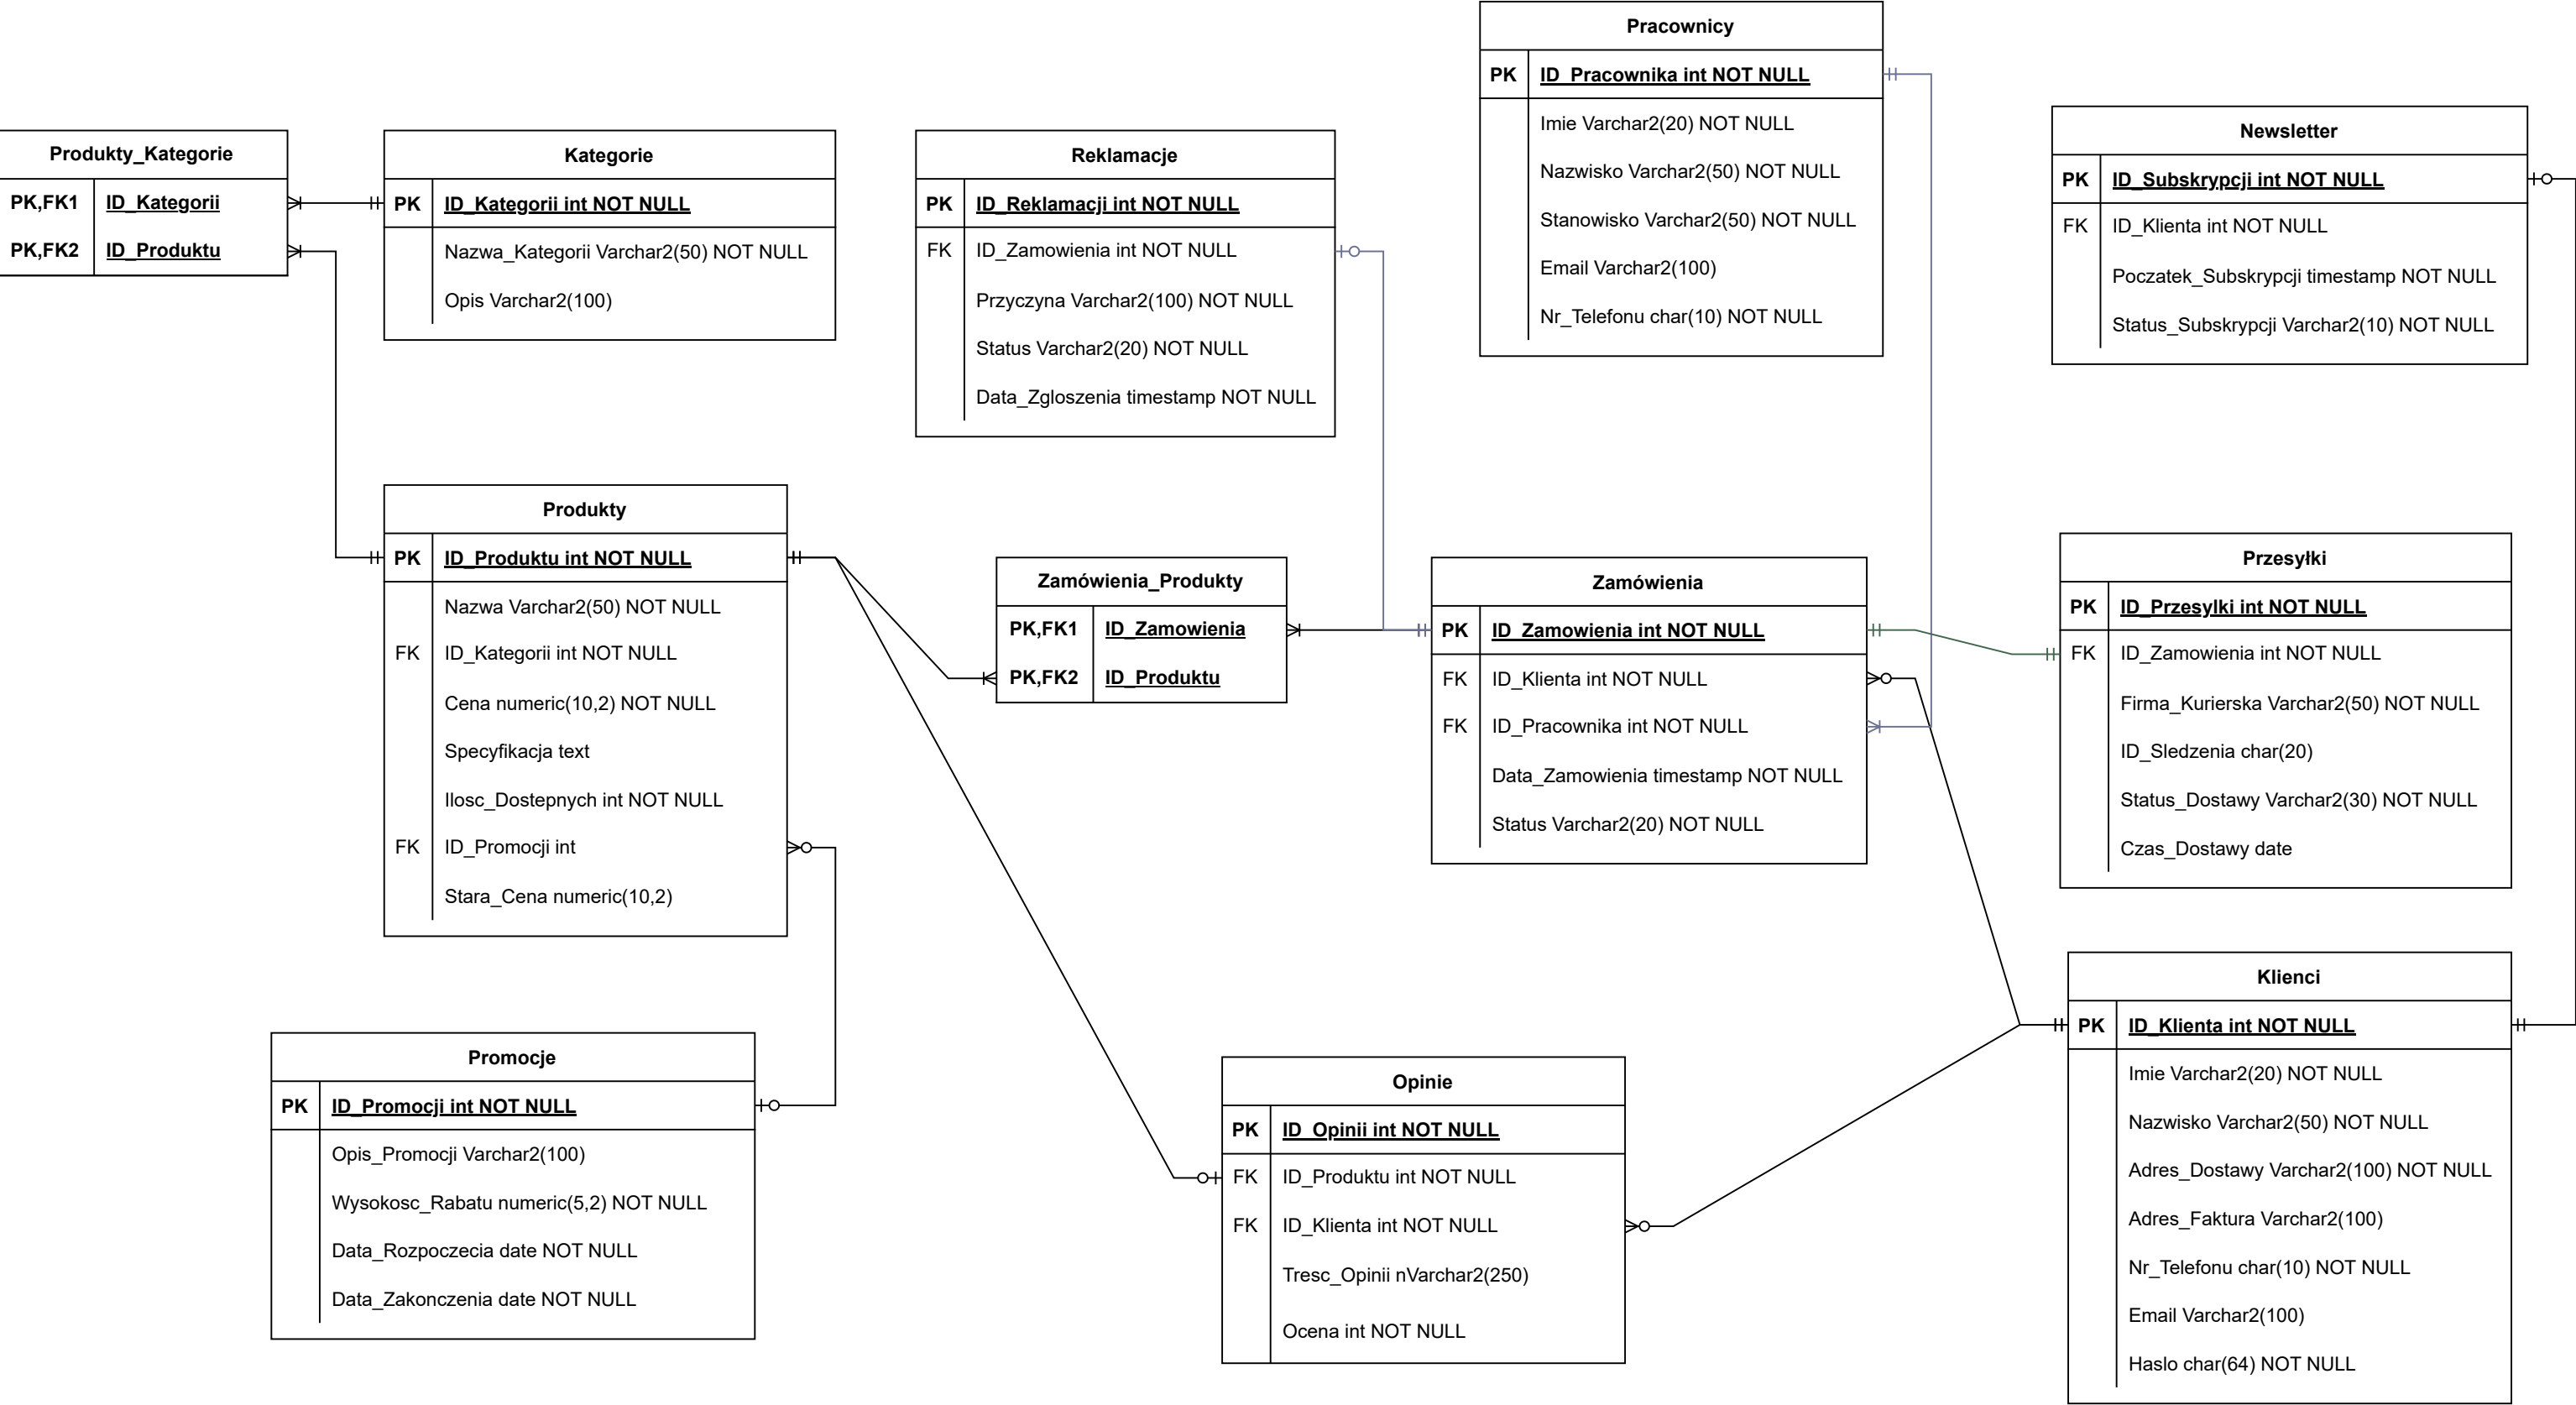 Pracownicy
PK ID_Pracownika int NOT NULL
Imie Varchar2(20) NOT NULL
Nazwisko Varchar2(50) NOT NULL
Stanowisko Varchar2(50) NOT NULL
Email Varchar2(100)
Nr_Telefonu char(10) NOT NULL
Newsletter
PK ID_Subskrypcji int NOT NULL
FK ID_Klienta int NOT NULL
Poczatek_Subskrypcji timestamp NOT NULL
Status_Subskrypcji Varchar2(10) NOT NULL
Produkty_Kategorie
PK,FK1 ID_Kategorii
PK,FK2 ID_Produktu
Kategorie
PK ID_Kategorii int NOT NULL
Nazwa_Kategorii Varchar2(50) NOT NULL
Opis Varchar2(100)
Reklamacje
PK ID_Reklamacji int NOT NULL
FK ID_Zamowienia int NOT NULL
Przyczyna Varchar2(100) NOT NULL
Status Varchar2(20) NOT NULL
Data_Zgloszenia timestamp NOT NULL
Produkty
PK ID_Produktu int NOT NULL
Nazwa Varchar2(50) NOT NULL
FK ID_Kategorii int NOT NULL
Cena numeric(10,2) NOT NULL
Specyfikacja text
Ilosc_Dostepnych int NOT NULL
FK ID_Promocji int
Stara_Cena numeric(10,2)
Zamówienia_Produkty
PK,FK1 ID_Zamowienia
PK,FK2 ID_Produktu
Zamówienia
PK ID_Zamowienia int NOT NULL
FK ID_Klienta int NOT NULL
FK ID_Pracownika int NOT NULL
Data_Zamowienia timestamp NOT NULL
Status Varchar2(20) NOT NULL
Przesyłki
PK ID_Przesylki int NOT NULL
FK ID_Zamowienia int NOT NULL
Firma_Kurierska Varchar2(50) NOT NULL
ID_Sledzenia char(20)
Status_Dostawy Varchar2(30) NOT NULL
Czas_Dostawy date
Promocje
PK ID_Promocji int NOT NULL
Opis_Promocji Varchar2(100)
Wysokosc_Rabatu numeric(5,2) NOT NULL
Data_Rozpoczecia date NOT NULL
Data_Zakonczenia date NOT NULL
Opinie
PK ID_Opinii int NOT NULL
FK ID_Produktu int NOT NULL
FK ID_Klienta int NOT NULL
Tresc_Opinii nVarchar2(250)
Ocena int NOT NULL
Klienci
PK ID_Klienta int NOT NULL
Imie Varchar2(20) NOT NULL
Nazwisko Varchar2(50) NOT NULL
Adres_Dostawy Varchar2(100) NOT NULL
Adres_Faktura Varchar2(100)
Nr_Telefonu char(10) NOT NULL
Email Varchar2(100)
Haslo char(64) NOT NULL